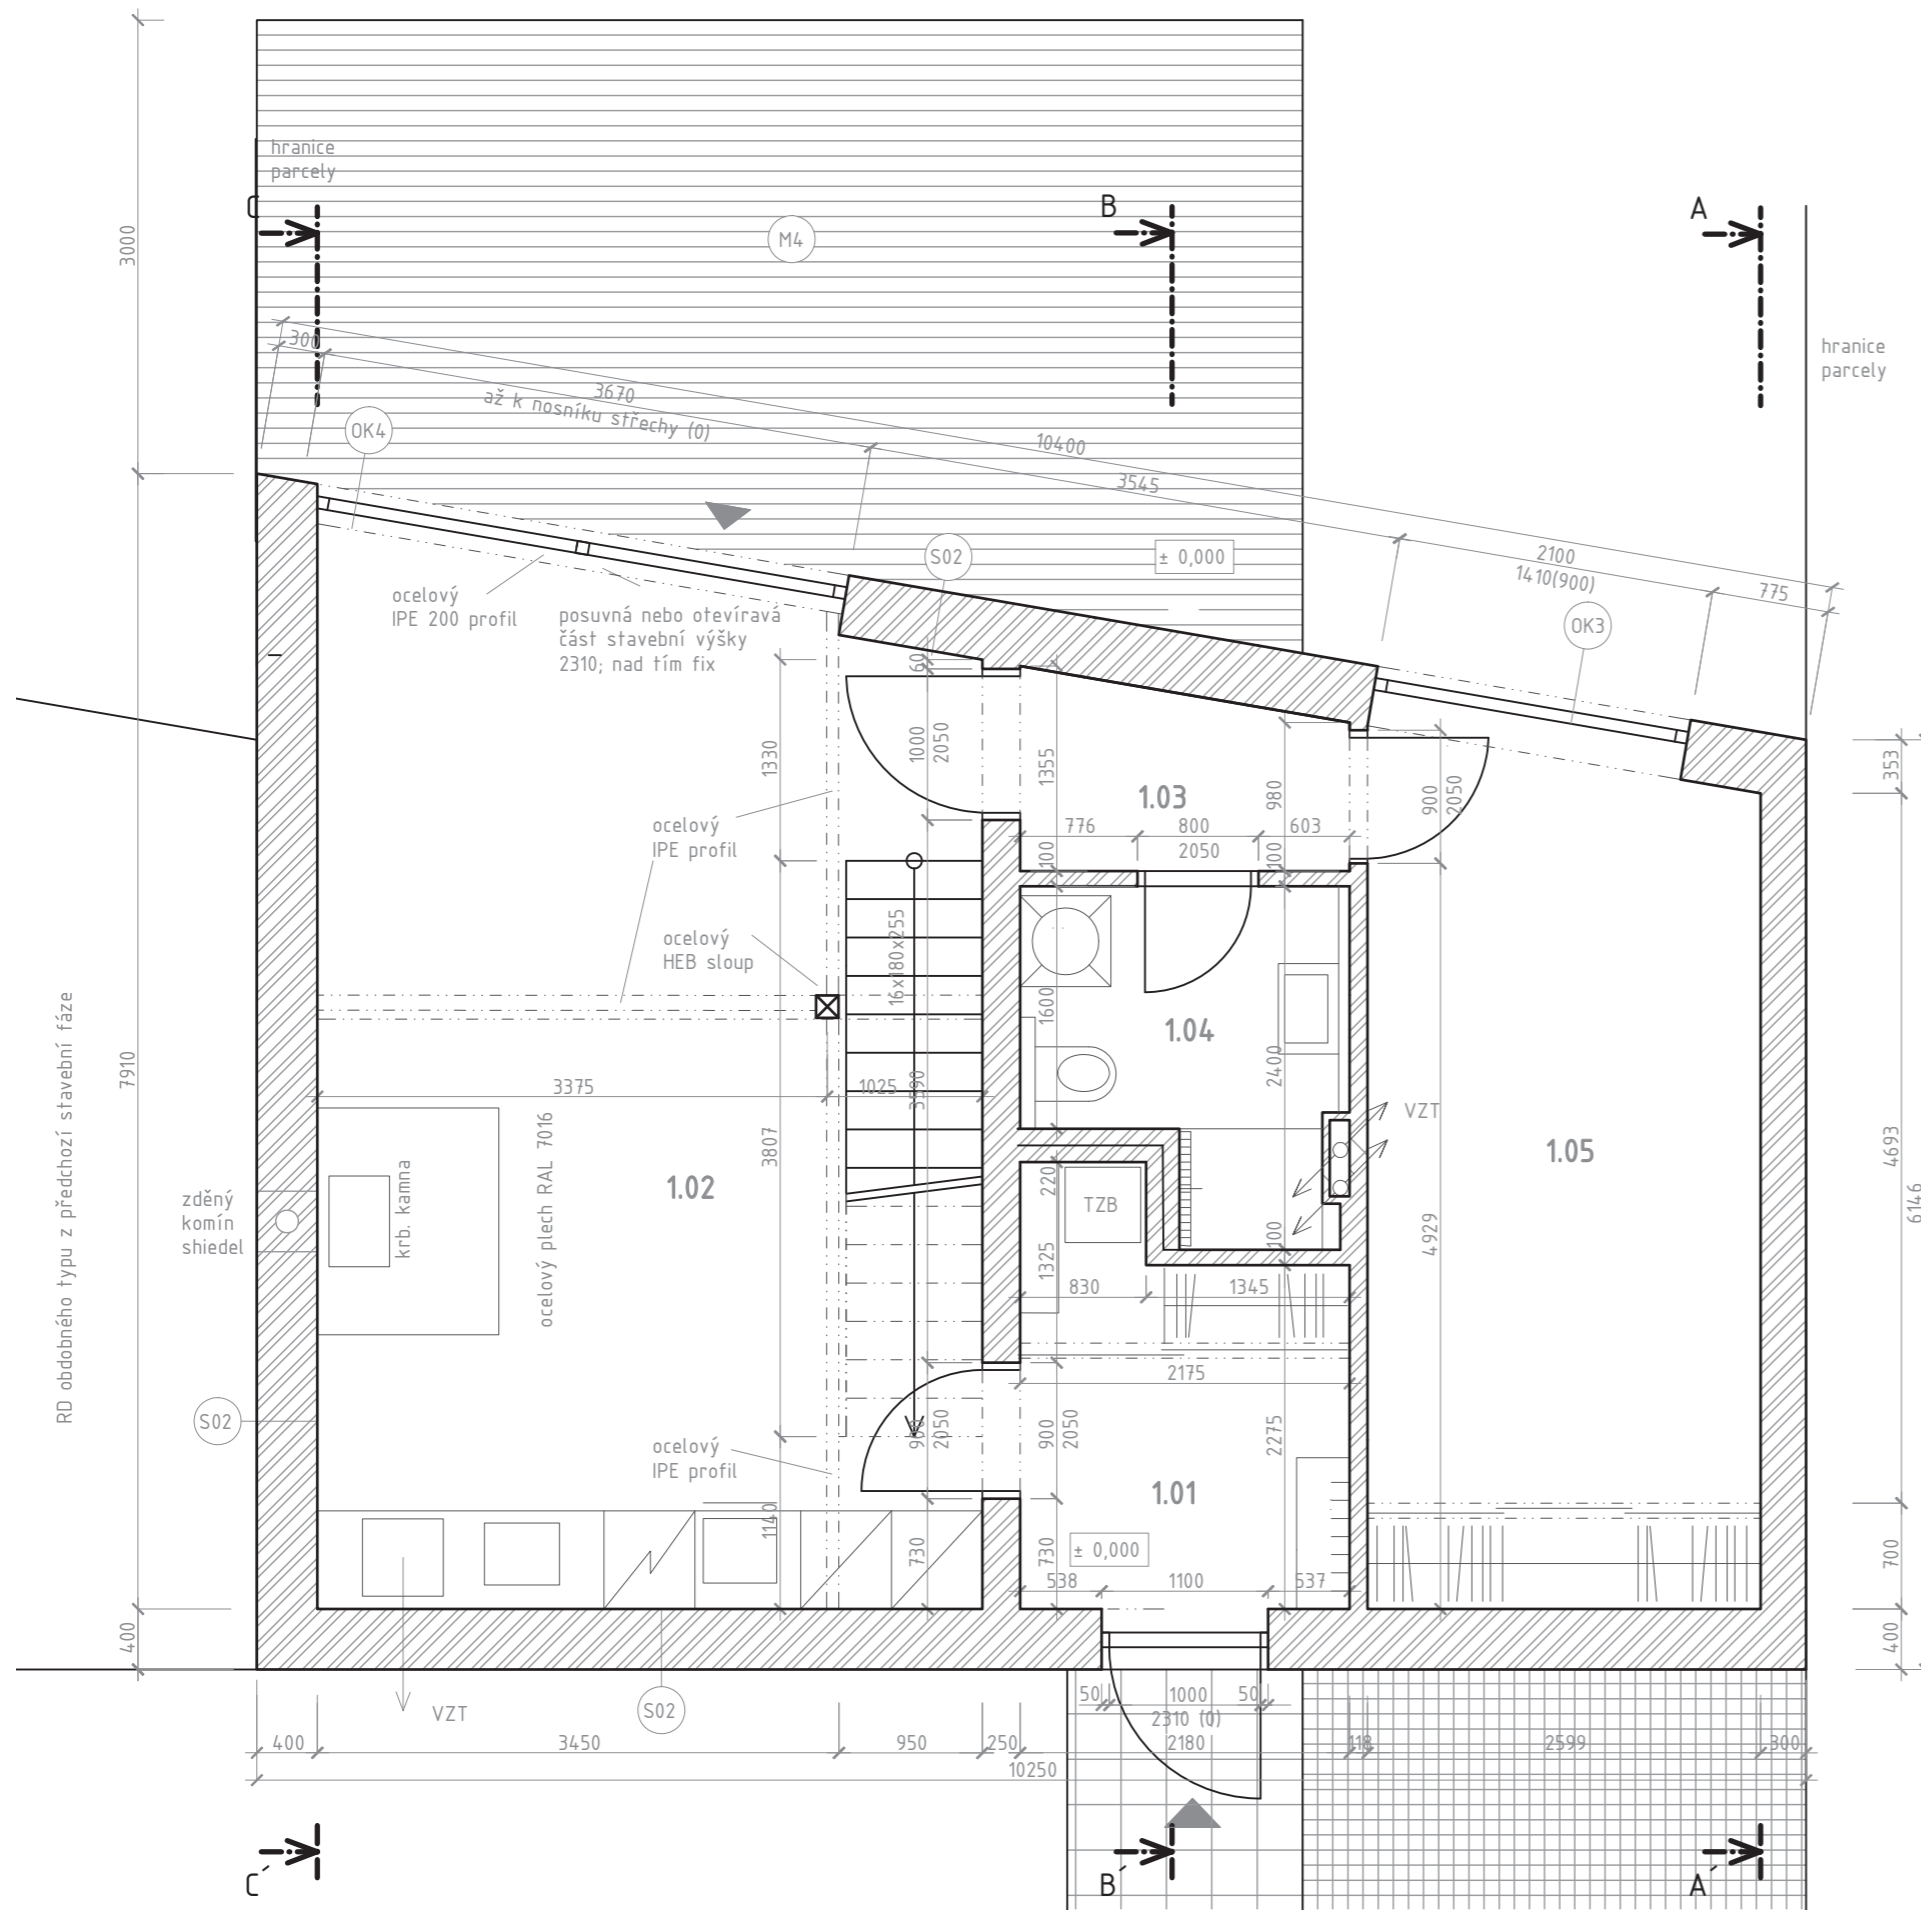 hranice
parcely
C
B
A
M4
3000
300
3670
až k nosníku střechy (0)
10400
3545
hranice
parcely
OK4
S02
± 0,000
2100
1410(900)
775
OK3
ocelový
IPE 200 profil
posuvná nebo otevíravá
část stavební výšky
2310; nad tím fix
60
1330
1000
2050
1355
980
900
2050
353
1.03
776
800
603
2050
100
100
ocelový
IPE profil
ocelový
HEB sloup
16x180x255
1600
1.04
2400
3375
1025
3590
VZT
1.05
4693
6146
7910
RD obdobného typu z předchozí stavební fáze
ocelový plech RAL 7016
3807
krb. kamna
1.02
zděný
komín
shiedel
220
TZB
100
4929
1325
830
1345
2175
S02
900
2050
900
2050
2275
ocelový
IPE profil
1.01
1140
730
730
± 0,000
538
1100
537
700
400
400
VZT
S02
50
1000
50
2310 (0)
400
3450
950
250
2180
118
2599
300
10250
C´
B´
A´